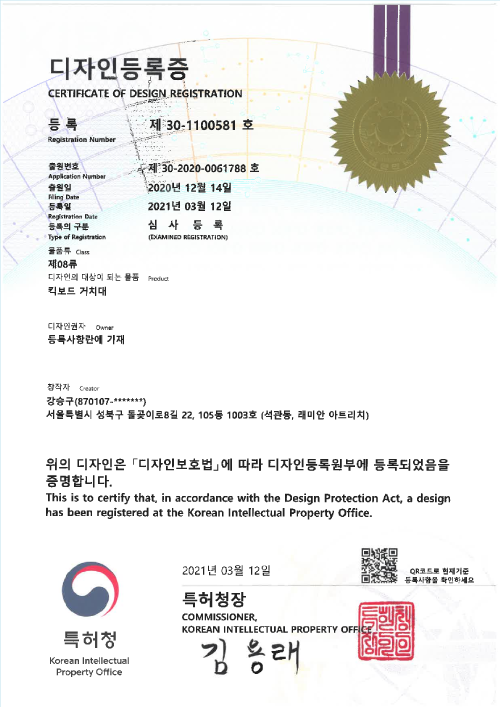 디자인등록증
CERTIFICATE OF DESIGN REGISTRATION
등 록 제 30-1100581 호
Registration Number
출원번호 제 30-2020-0061788 호
Application Number
출원일 2020년 12월 14일
Filing Date
등록일 2021년 03월 12일
Registration Date
등록의 구분 심 사 등 록
Type of Registration (EXAMINED REGISTRATION)
물품류 Class
제08류
디자인의 대상이 되는 물품 Product
킥보드 거치대
디자인권자 Owner
등록사항란에 기재
창작자 Creator
강승구(870107-*******)
서울특별시 성북구 돌곶이로8길 22, 105동 1003호 (석관동, 래미안 아트리치)
위의 디자인은 「디자인보호법」에 따라 디자인등록원부에 등록되었음을
증명합니다.
This is to certify that, in accordance with the Design Protection Act, a design
has been registered at the Korean Intellectual Property Office.
2021년 03월 12일
QR코드로 현재기준
등록사항을 확인하세요
특허청장
COMMISSIONER,
KOREAN INTELLECTUAL PROPERTY OFFICE
김용래
특허청
Korean Intellectual
Property Office